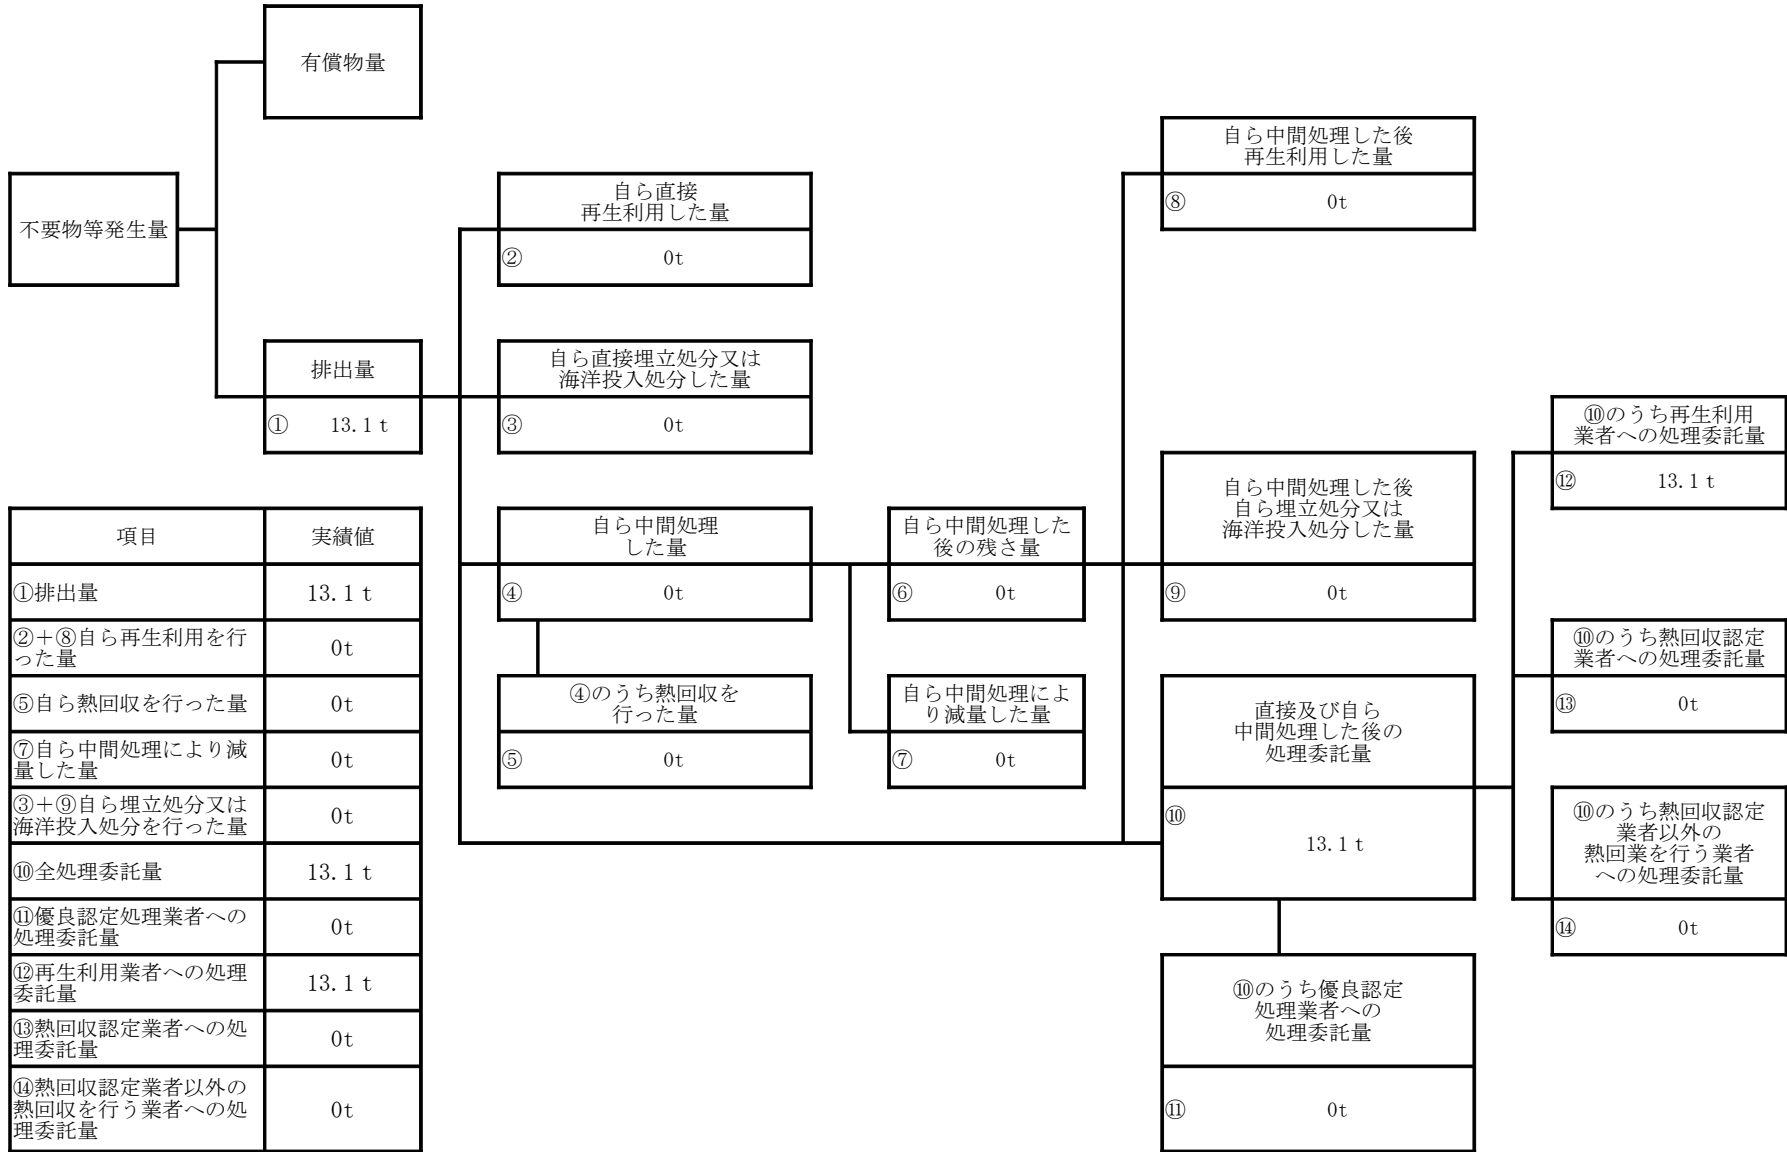 有償物量
不要物等発生量
排出量
① 13.1 t
自ら直接
再生利用した量
② 0t
自ら直接埋立処分又は
海洋投入処分した量
③ 0t
自ら中間処理
した量
④ 0t
④のうち熱回収を
行った量
⑤ 0t
自ら中間処理した
後の残さ量
⑥ 0t
自ら中間処理によ
り減量した量
⑦ 0t
自ら中間処理した後
再生利用した量
⑧ 0t
自ら中間処理した後
自ら埋立処分又は
海洋投入処分した量
⑨ 0t
直接及び自ら
中間処理した後の
処理委託量
⑩
13.1 t
⑩のうち優良認定
処理業者への
処理委託量
⑪ 0t
⑩のうち再生利用
業者への処理委託量
⑫ 13.1 t
⑩のうち熱回収認定
業者への処理委託量
⑬ 0t
⑩のうち熱回収認定
業者以外の
熱回業を行う業者
への処理委託量
⑭ 0t
項目 実績値
①排出量 13.1 t
②＋⑧自ら再生利用を行
った量 0t
⑤自ら熱回収を行った量 0t
⑦自ら中間処理により減
量した量 0t
③＋⑨自ら埋立処分又は
海洋投入処分を行った量 0t
⑩全処理委託量 13.1 t
⑪優良認定処理業者への
処理委託量 0t
⑫再生利用業者への処理
委託量 13.1 t
⑬熱回収認定業者への処
理委託量 0t
⑭熱回収認定業者以外の
熱回収を行う業者への処
理委託量 0t